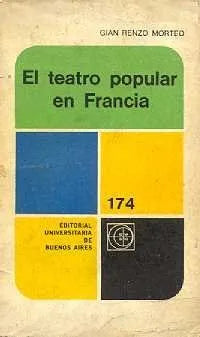 GIAN RENZO MORTEO
El teatro popular
en Francia
174
EDITORIAL
UNIVERSITARIA
DE
BUENOS AIRES